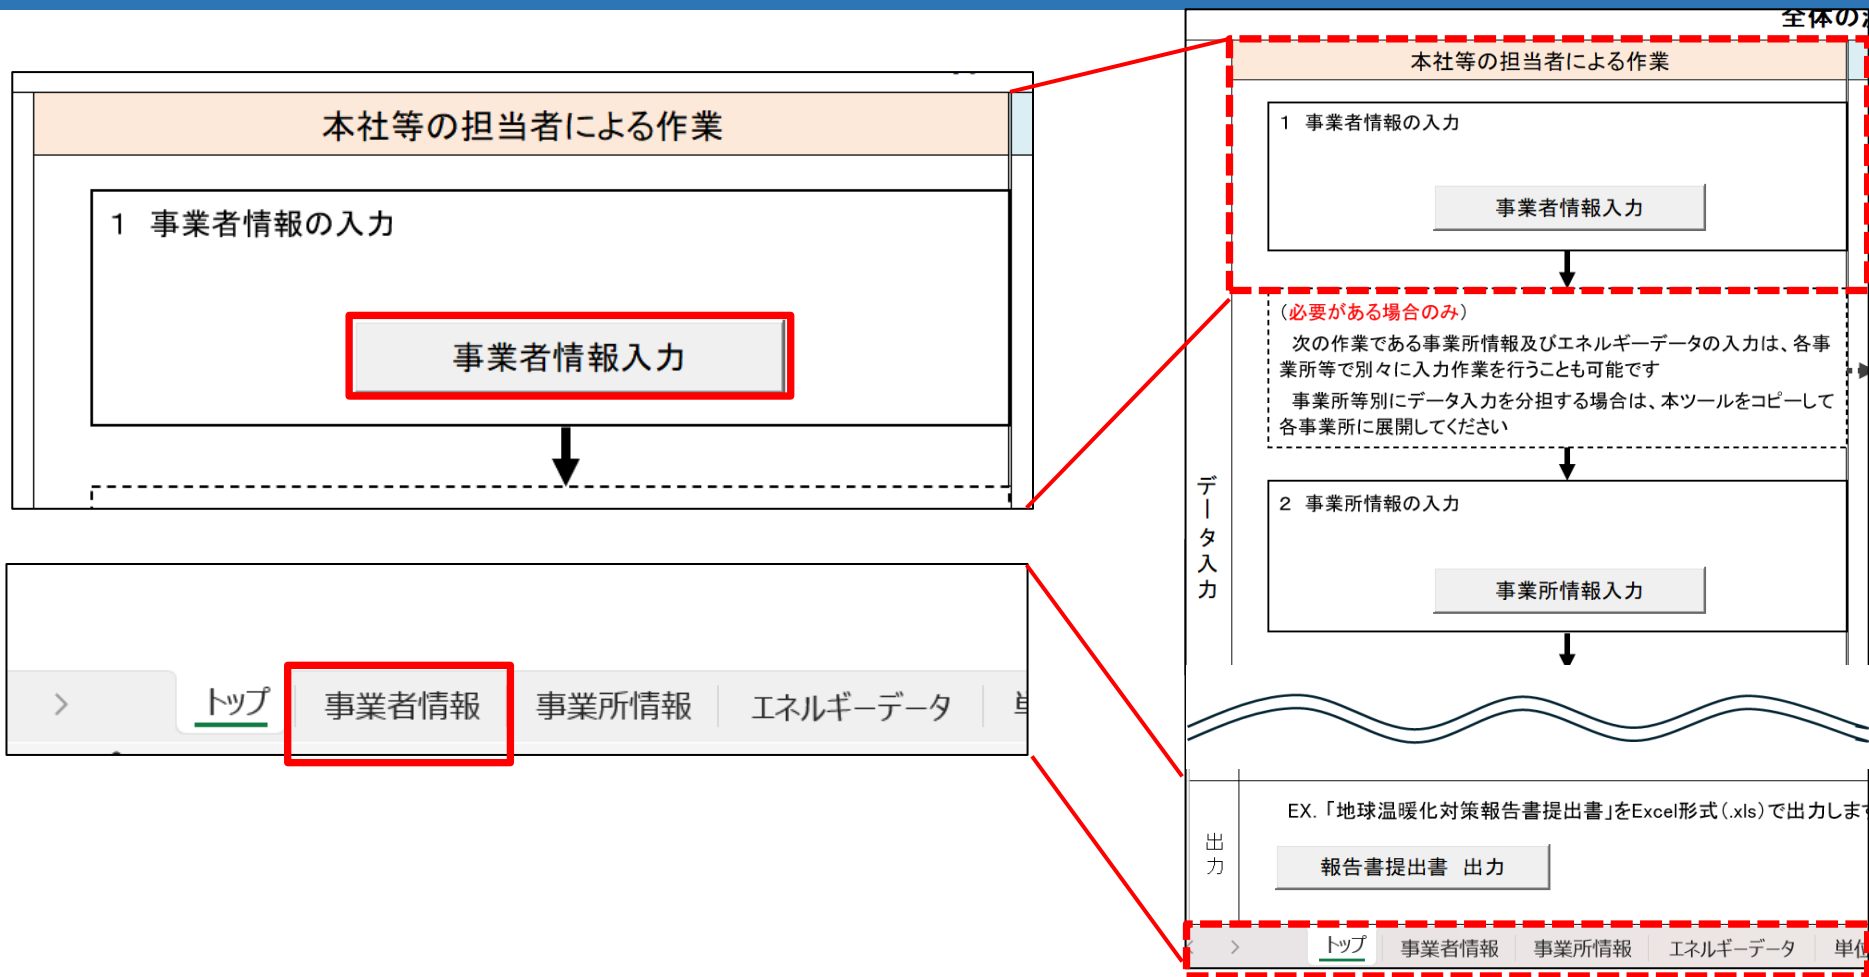 本社等の担当者による作業
1 事業者情報の入力
事業者情報入力
トップ 事業者情報 事業所情報 エネルギーデータ
全体の
本社等の担当者による作業
1 事業者情報の入力
事業者情報入力
（必要がある場合のみ）
次の作業である事業所情報及びエネルギーデータの入力は、各事
業所等で別々に入力作業を行うことも可能です
事業所等別にデータ入力を分担する場合は、本ツールをコピーして
各事業所に展開してください
データ入力
2 事業所情報の入力
事業所情報入力
EX.「地球温暖化対策報告書提出書」をExcel形式（.xls）で出力しま
出力
報告書提出書 出力
トップ 事業者情報 事業所情報 エネルギーデータ 単